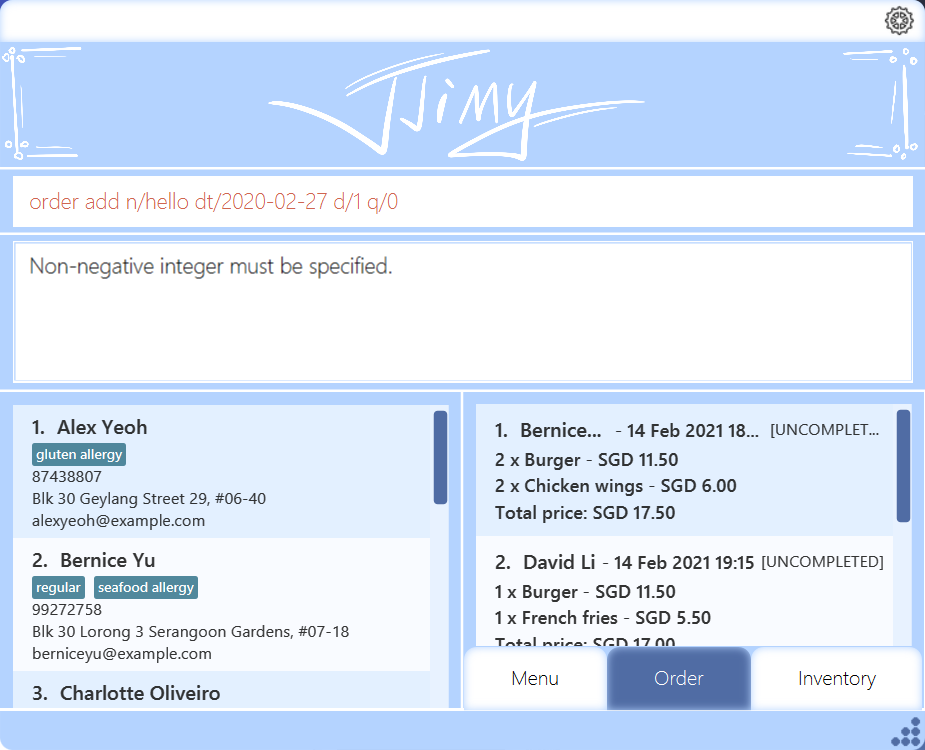 JJIMY
order add n/hello dt/2020-02-27 d/1 q/0
Non-negative integer must be specified.
1. Alex Yeoh
gluten allergy
87438807
Blk 30 Geylang Street 29, #06-40
alexyeoh@example.com
2. Bernice Yu
regular seafood allergy
99272758
Blk 30 Lorong 3 Serangoon Gardens, #07-18
berniceyu@example.com
3. Charlotte Oliveiro
1. Bernice... - 14 Feb 2021 18... [UNCOMPLET...
2 x Burger - SGD 11.50
2 x Chicken wings - SGD 6.00
Total price: SGD 17.50
2. David Li - 14 Feb 2021 19:15 [UNCOMPLETED]
1 x Burger - SGD 11.50
1 x French fries - SGD 5.50
Total price: SGD 17.00
Menu
Order
Inventory